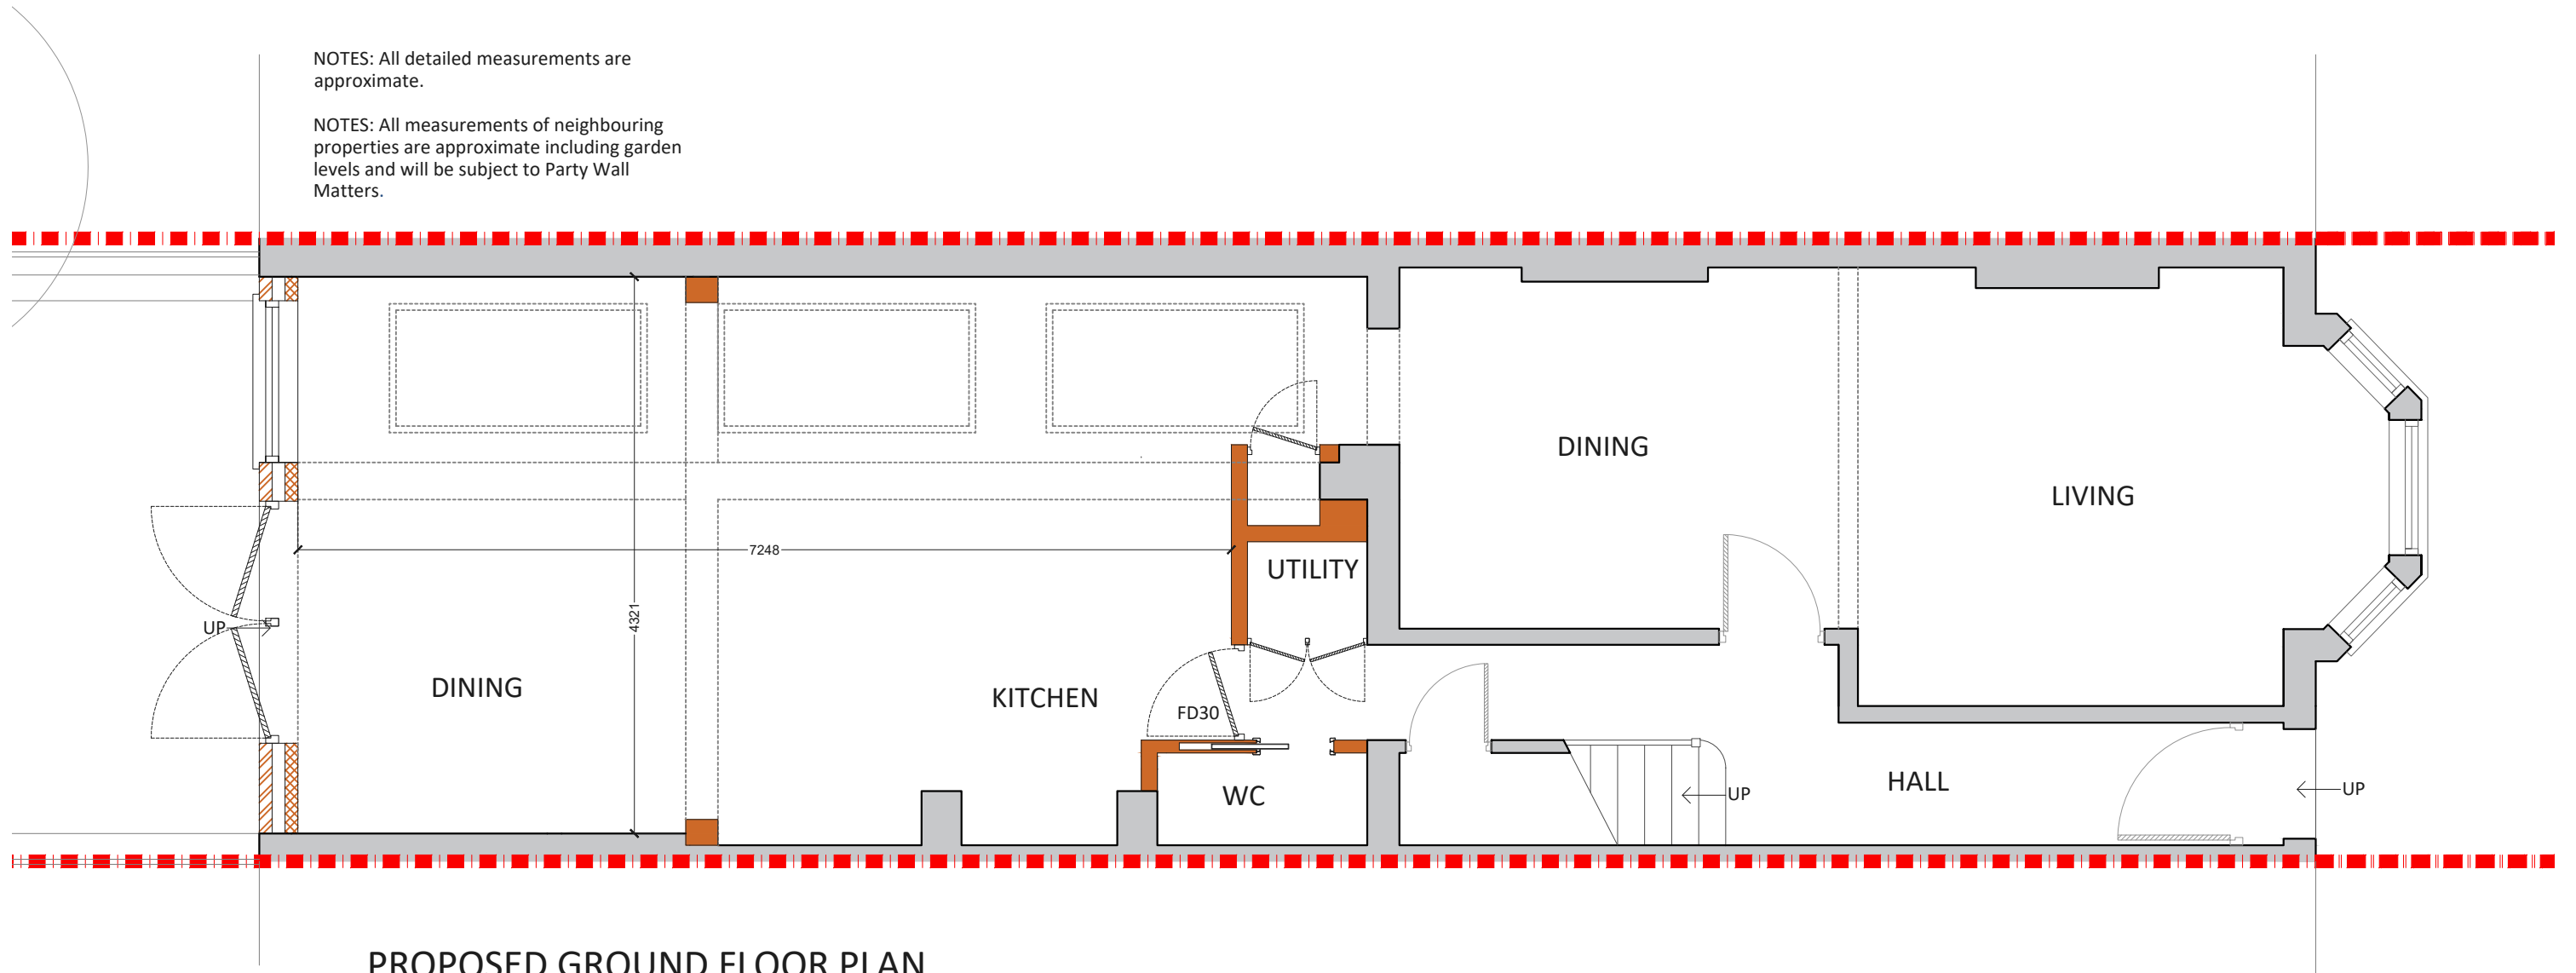 NOTES: All detailed measurements are
approximate.
NOTES: All measurements of neighbouring
properties are approximate including garden
levels and will be subject to Party Wall
Matters.
DINING
LIVING
7248
UTILITY
4321
UP
DINING
KITCHEN
FD30
WC
UP
HALL
UP
PROPOSED GROUND FLOOR PLAN